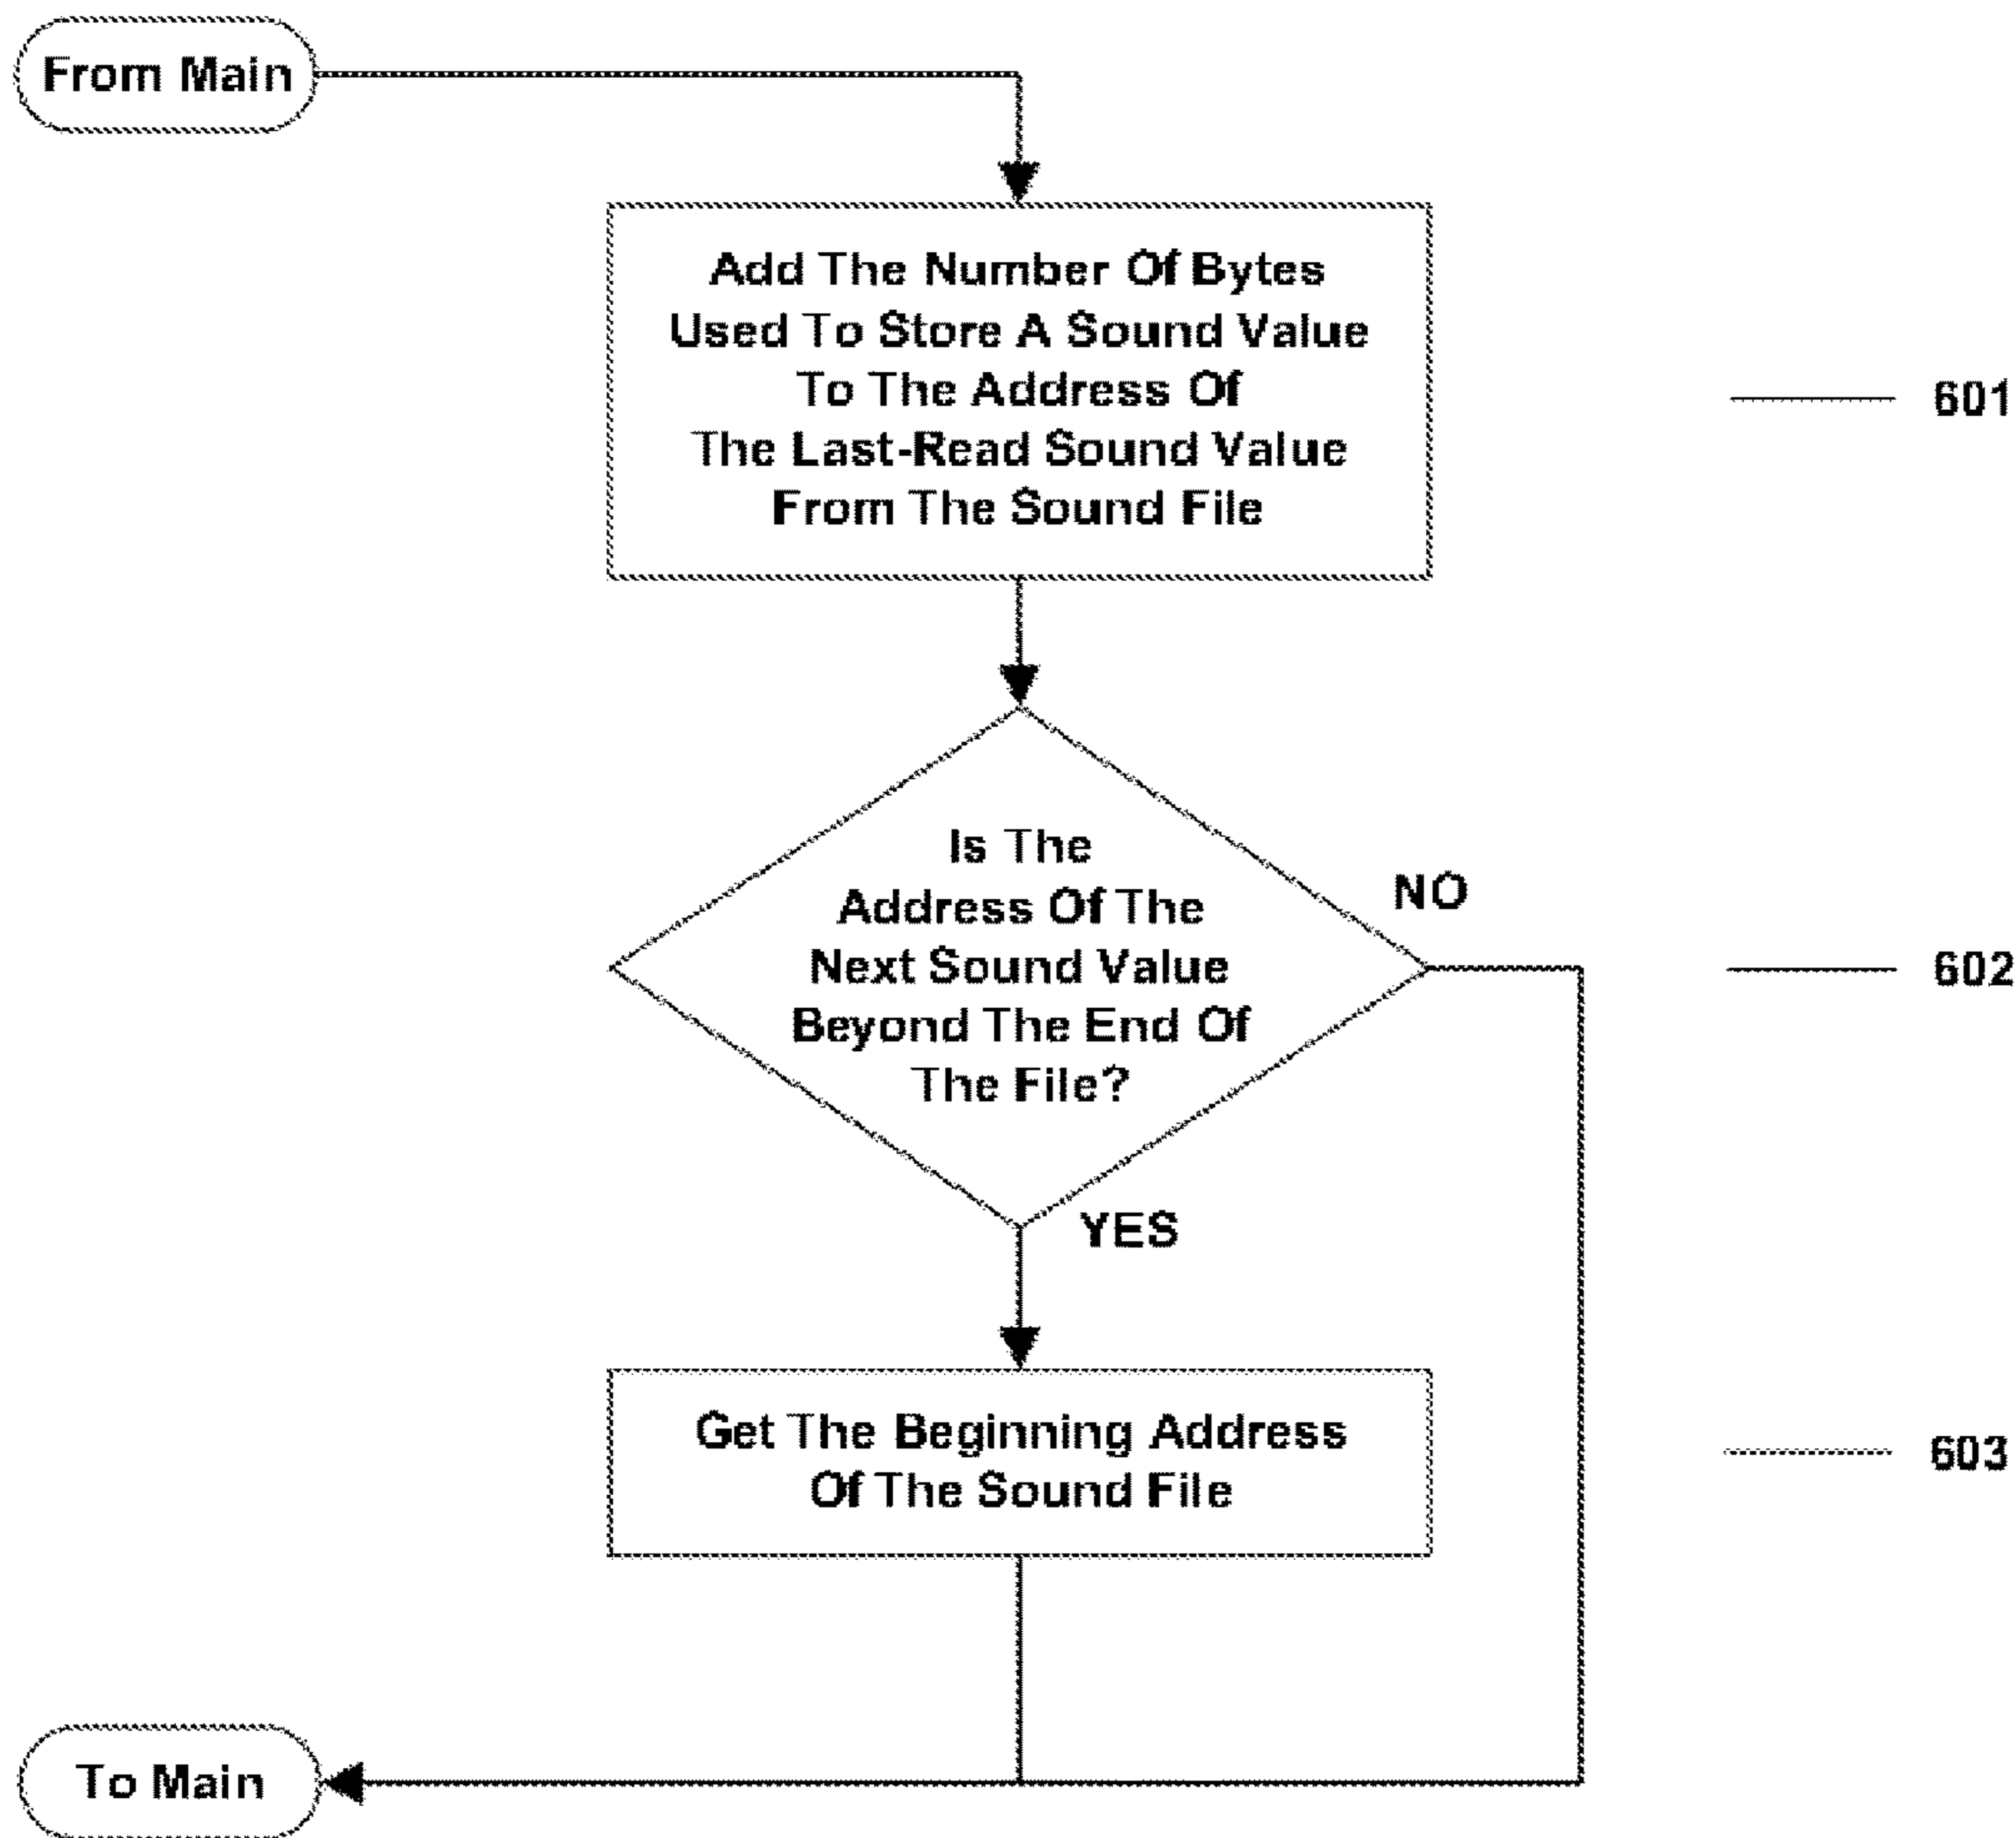 From Main
Add The Number Of Bytes
Used To Store A Sound Value
To The Address Of
The Last-Read Sound Value
From The Sound File
601
Is The
Address Of The
Next Sound Value
Beyond The End Of
The File?
NO
602
YES
Get The Beginning Address
Of The Sound File
603
To Main